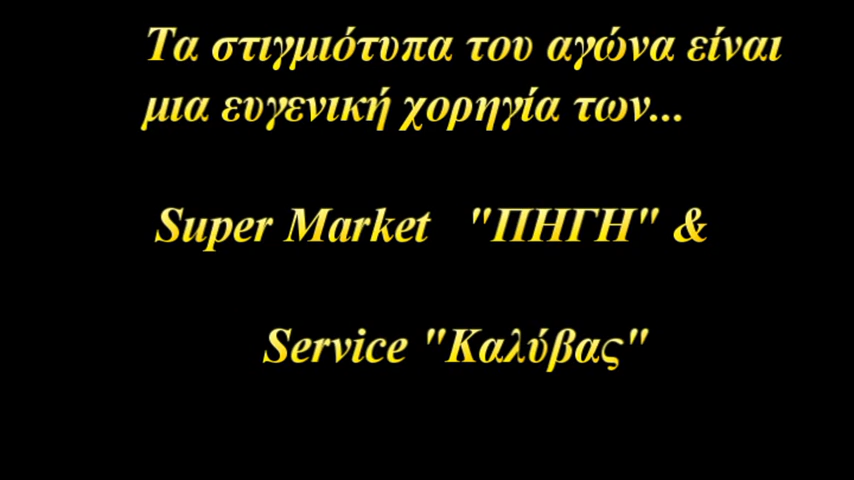 Τα στιγμιότυπα του αγώνα είναι
μια ευγενική χορηγία των...
Super Market "ΠΗΓΗ" &
Service "Καλύβας"